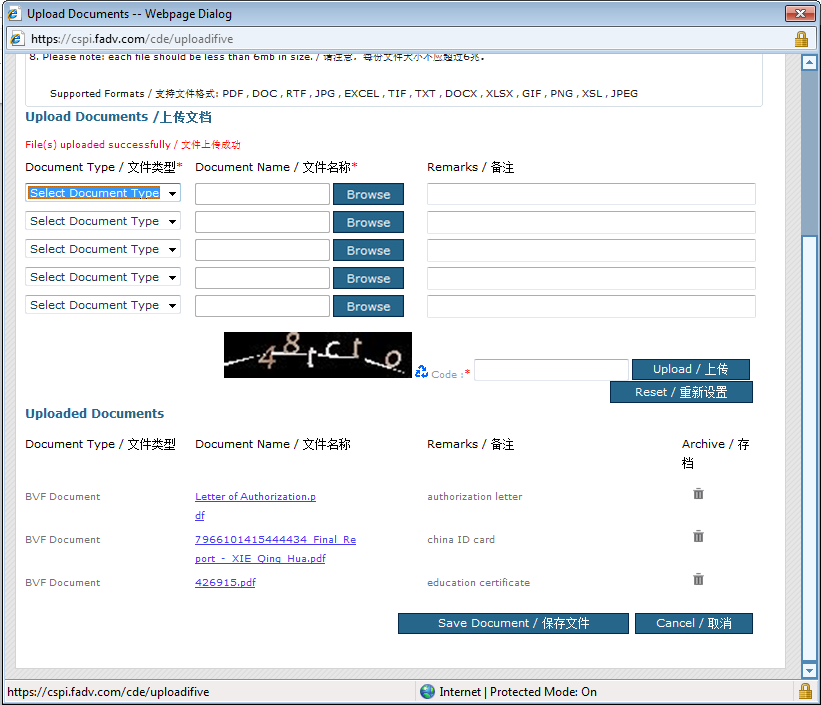 Upload Documents -- Webpage Dialog
https://cspi.fadv.com/cde/uploadifive
8. Please note: each file should be less than 6mb in size. / 请注意，每份文件大小不应超过6兆。
Supported Formats / 支持文件格式: PDF , DOC , RTF , JPG , EXCEL , TIF , TXT , DOCX , XLSX , GIF , PNG , XSL , JPEG
Upload Documents /上传文档
File(s) uploaded successfully / 文件上传成功
Document Type / 文件类型* Document Name / 文件名称* Remarks / 备注
Select Document Type Browse
Select Document Type Browse
Select Document Type Browse
Select Document Type Browse
Select Document Type Browse
Code :* Upload / 上传
Reset / 重新设置
Uploaded Documents
Document Type / 文件类型 Document Name / 文件名称 Remarks / 备注 Archive / 存
档
BVF Document Letter of Authorization.p authorization letter
df
BVF Document 7966101415444434_Final_Re china ID card
port_-_XIE_Qing_Hua.pdf
BVF Document 426915.pdf education certificate
Save Document / 保存文件 Cancel / 取消
https://cspi.fadv.com/cde/uploadifive Internet | Protected Mode: On